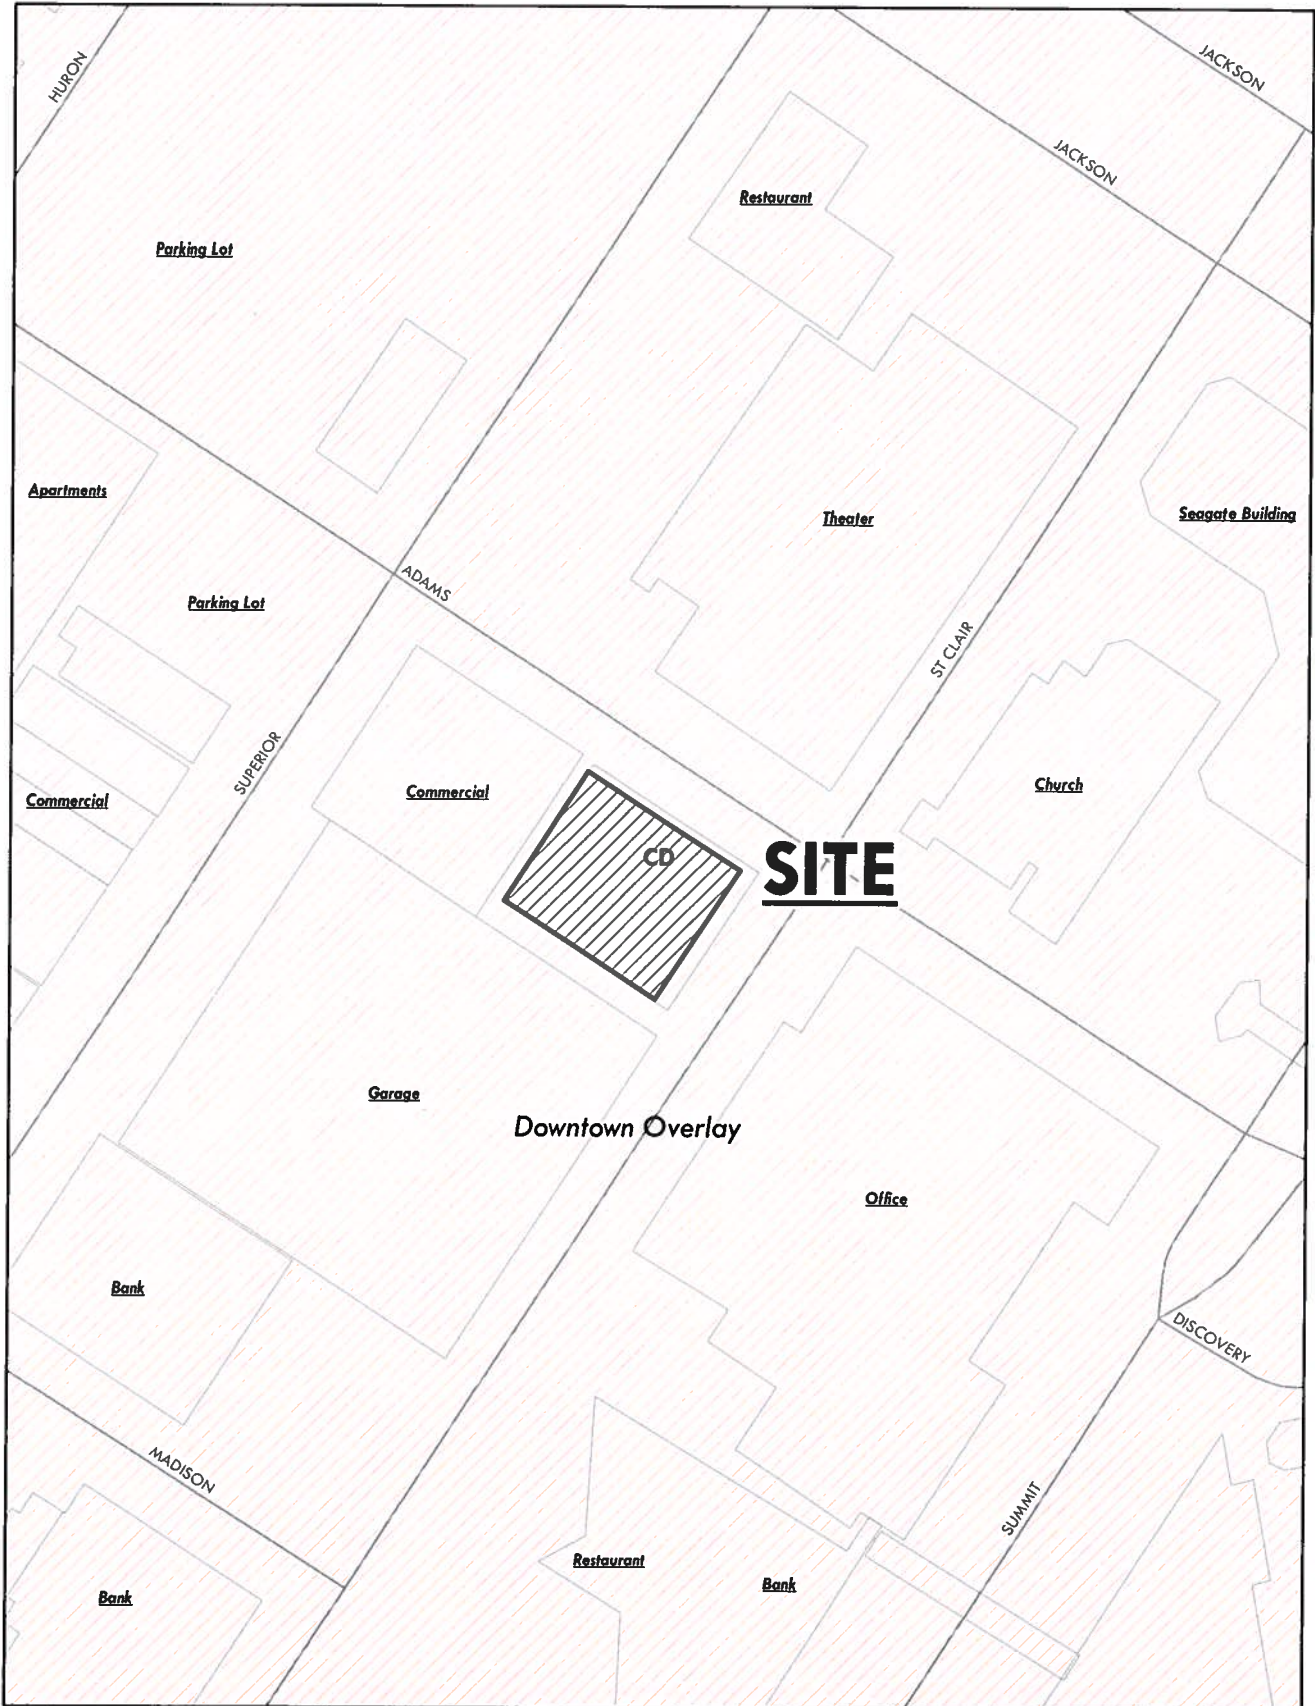 HURON
JACKSON
JACKSON
Restaurant
Parking Lot
Apartments
Theater
Seagate Building
ADAMS
Parking Lot
ST CLAIR
SUPERIOR
Commercial
Commercial
Church
CD
SITE
Garage
Downtown Overlay
Office
Bank
DISCOVERY
MADISON
SUMMIT
Restaurant
Bank
Bank